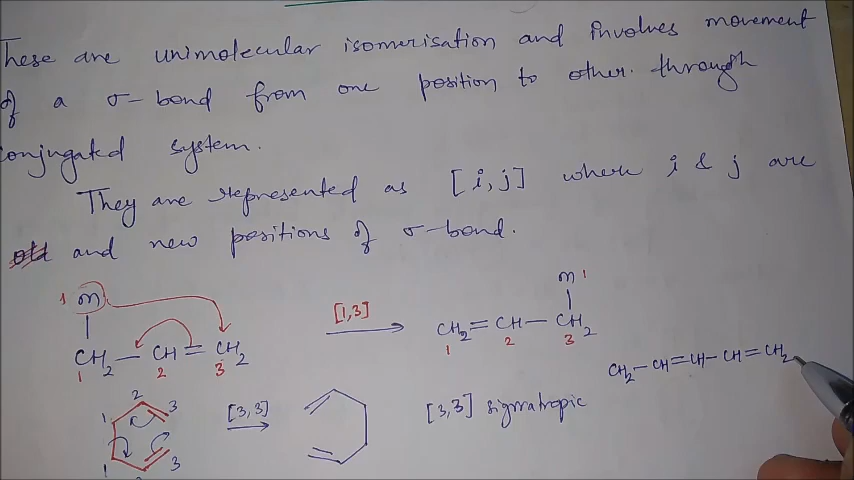 These are unimolecular isomerisation and involves movement
of a σ-bond from one position to other through
conjugated system.
They are represented as [i,j] where i & j are
old and new positions of σ-bond.
1 m
m 1
[1,3]
CH2 — CH = CH2
1 2 3
CH2 = CH — CH2
1 2 3
CH2 — CH = CH — CH = CH2
2
1 3
[3,3]
[3,3] sigmatropic
1 3
2